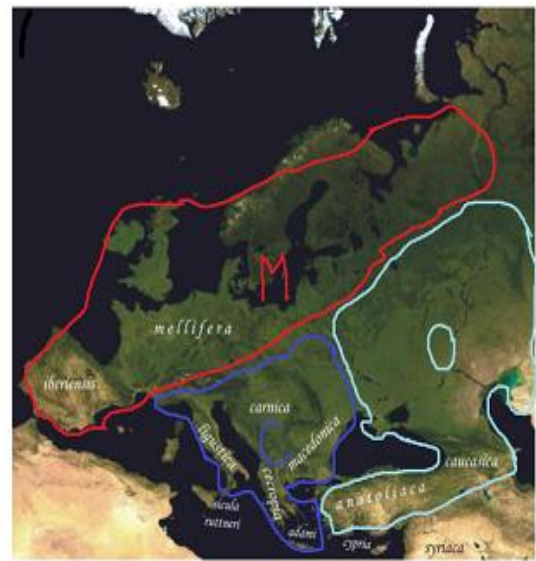 M
mellifera
iberiensis
carnica
C
ligustica
macedonica
caucasica
cecropia
anatoliaca
O
sicula
ruttneri
adami
cypria
syriaca